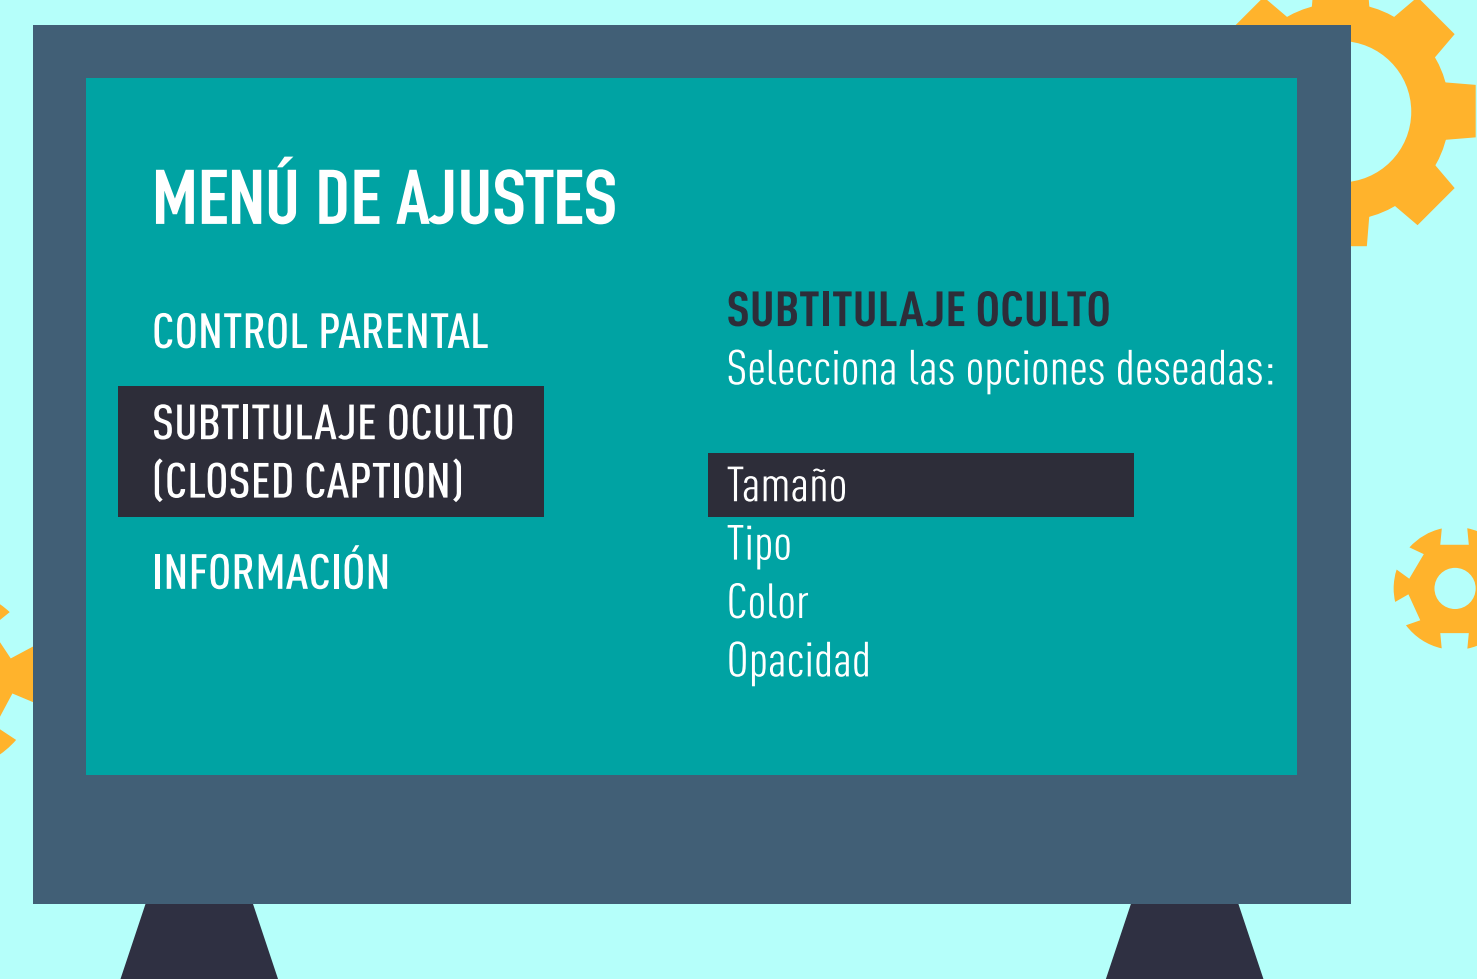 MENÚ DE AJUSTES
CONTROL PARENTAL
SUBTITULAJE OCULTO
(CLOSED CAPTION)
INFORMACIÓN
SUBTITULAJE OCULTO
Selecciona las opciones deseadas:
Tamaño
Tipo
Color
Opacidad